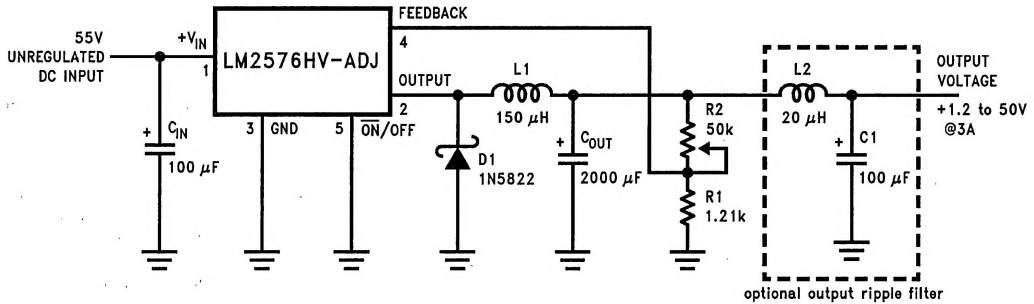 FEEDBACK
4
55V
UNREGULATED
DC INPUT
+VIN
1
LM2576HV-ADJ
OUTPUT
2
L1
150 μH
L2
20 μH
OUTPUT
VOLTAGE
+1.2 to 50V
@3A
3 GND
5 ON/OFF
+ CIN
100 μF
D1
1N5822
+ COUT
2000 μF
R2
50k
R1
1.21k
+ C1
100 μF
optional output ripple filter